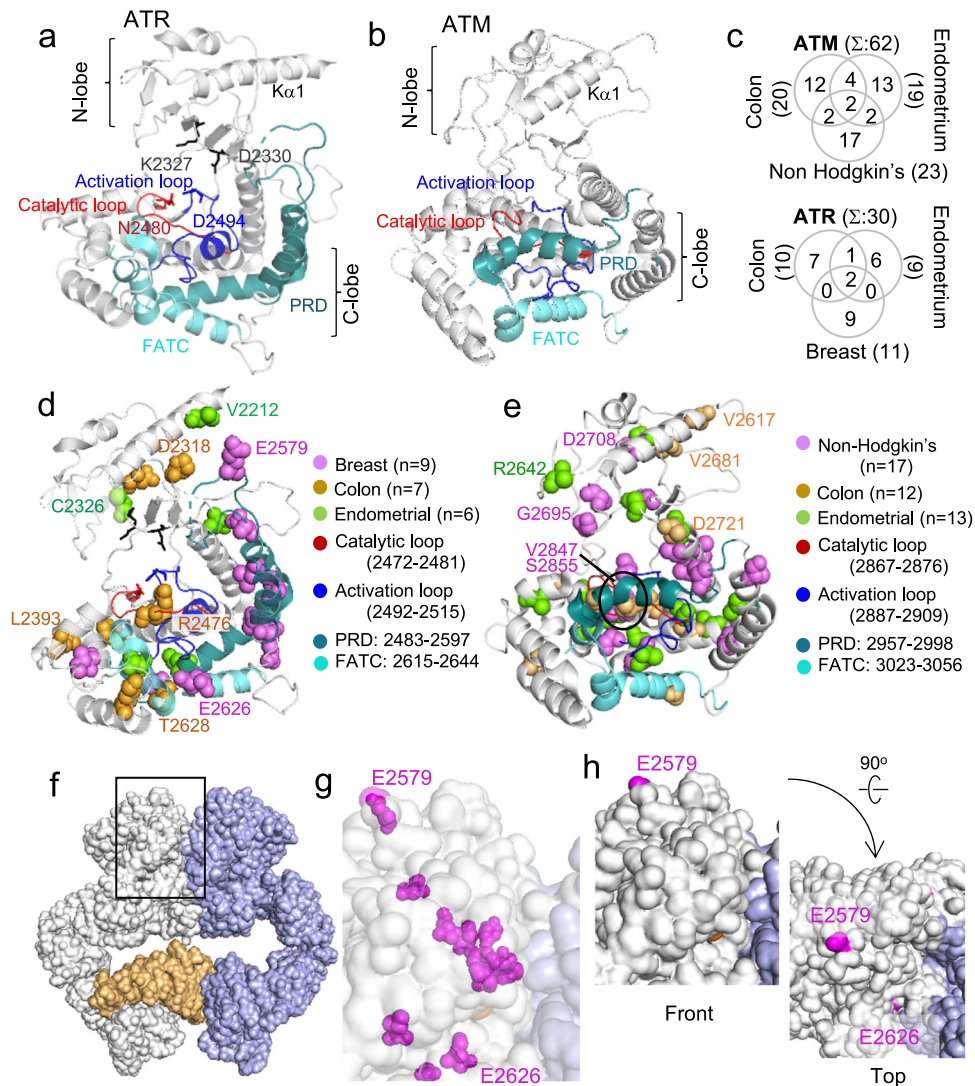 a
ATR
N-lobe
Kα1
K2327
D2330
Activation loop
Catalytic loop
N2480
D2494
PRD
C-lobe
FATC
b
ATM
N-lobe
Kα1
Activation loop
Catalytic loop
PRD
C-lobe
FATC
c
ATM (Σ:62)
Colon
(20)
Endometrium
(19)
12
4
13
2
2
2
17
Non Hodgkin's (23)
ATR (Σ:30)
Colon
(10)
Endometrium
(9)
7
1
6
0
2
0
9
Breast (11)
d
V2212
D2318
E2579
C2326
L2393
R2476
E2626
T2628
Breast (n=9)
Colon (n=7)
Endometrial (n=6)
Catalytic loop
(2472-2481)
Activation loop
(2492-2515)
PRD: 2483-2597
FATC: 2615-2644
e
V2617
D2708
V2681
R2642
G2695
D2721
V2847
S2855
Non-Hodgkin's
(n=17)
Colon (n=12)
Endometrial (n=13)
Catalytic loop
(2867-2876)
Activation loop
(2887-2909)
PRD: 2957-2998
FATC: 3023-3056
f
g
E2579
E2626
h
E2579
Front
90º
E2579
E2626
Top